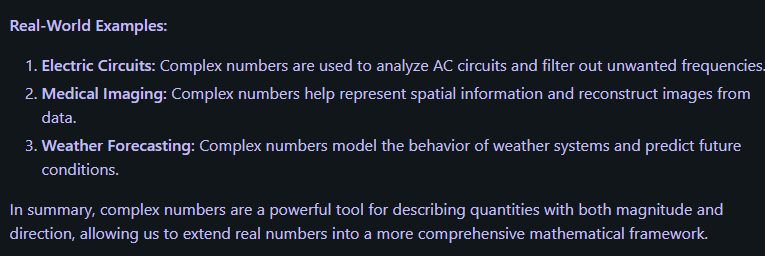 Real-World Examples:
1. Electric Circuits: Complex numbers are used to analyze AC circuits and filter out unwanted frequencies.
2. Medical Imaging: Complex numbers help represent spatial information and reconstruct images from
data.
3. Weather Forecasting: Complex numbers model the behavior of weather systems and predict future
conditions.
In summary, complex numbers are a powerful tool for describing quantities with both magnitude and
direction, allowing us to extend real numbers into a more comprehensive mathematical framework.